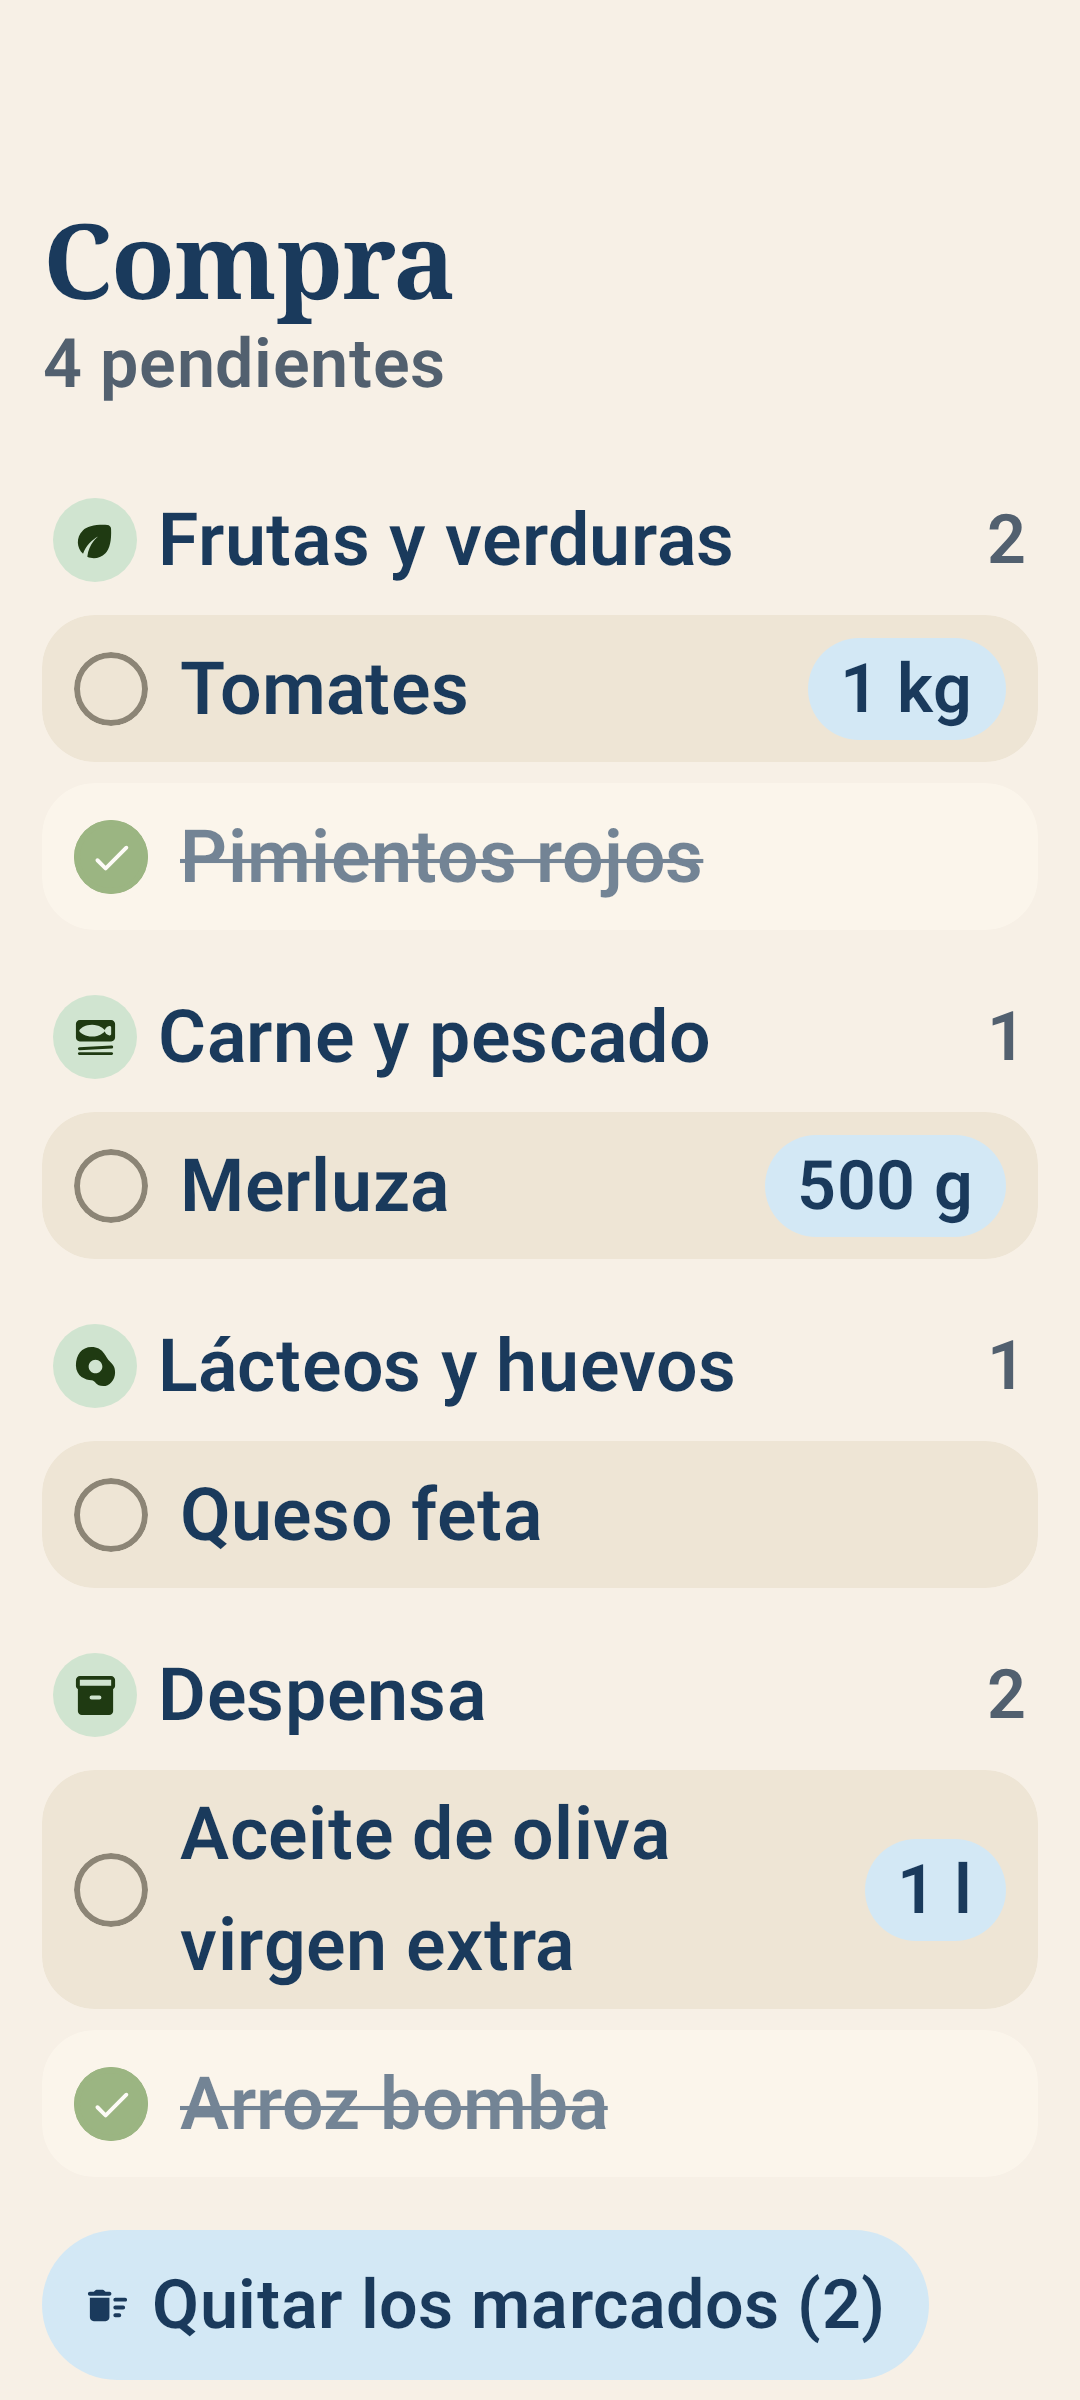 Compra
4 pendientes
Frutas y verduras 2
Tomates 1 kg
Pimientos rojos
Carne y pescado 1
Merluza 500 g
Lácteos y huevos 1
Queso feta
Despensa 2
Aceite de oliva
virgen extra 1 l
Arroz bomba
Quitar los marcados (2)